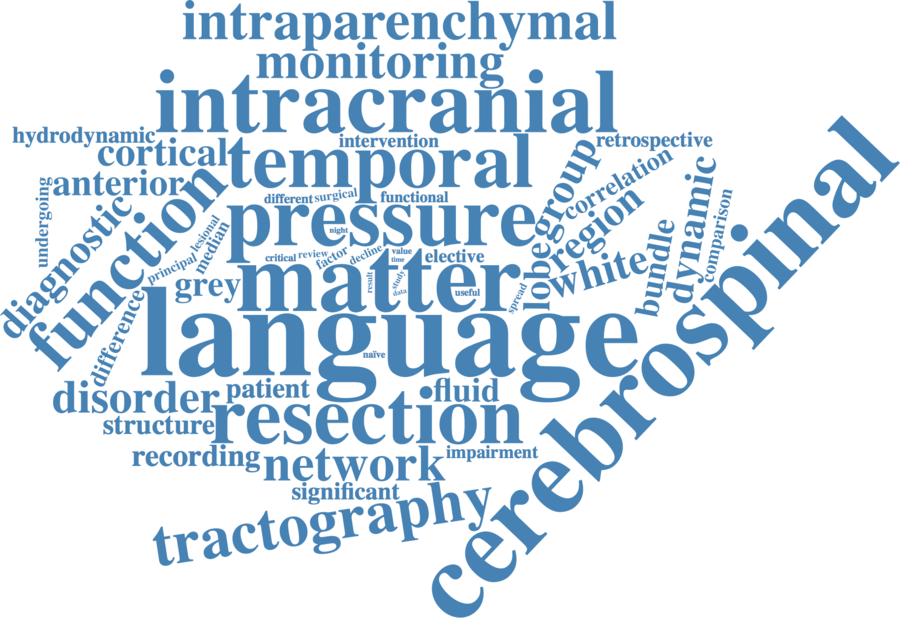 intraparenchymal
monitoring
intracranial
hydrodynamic
intervention
retrospective
cortical
temporal
anterior
undergoing
diagnostic
function
different
surgical
functional
group
correlation
pressure
night
lesional
median
principal
critical
review
factor
decline
value
time
elective
lobe
region
white
bundle
dynamic
comparison
grey
matter
result
study
data
useful
spread
difference
language
naïve
cerebrospinal
disorder
patient
fluid
structure
resection
recording
network
impairment
significant
tractography